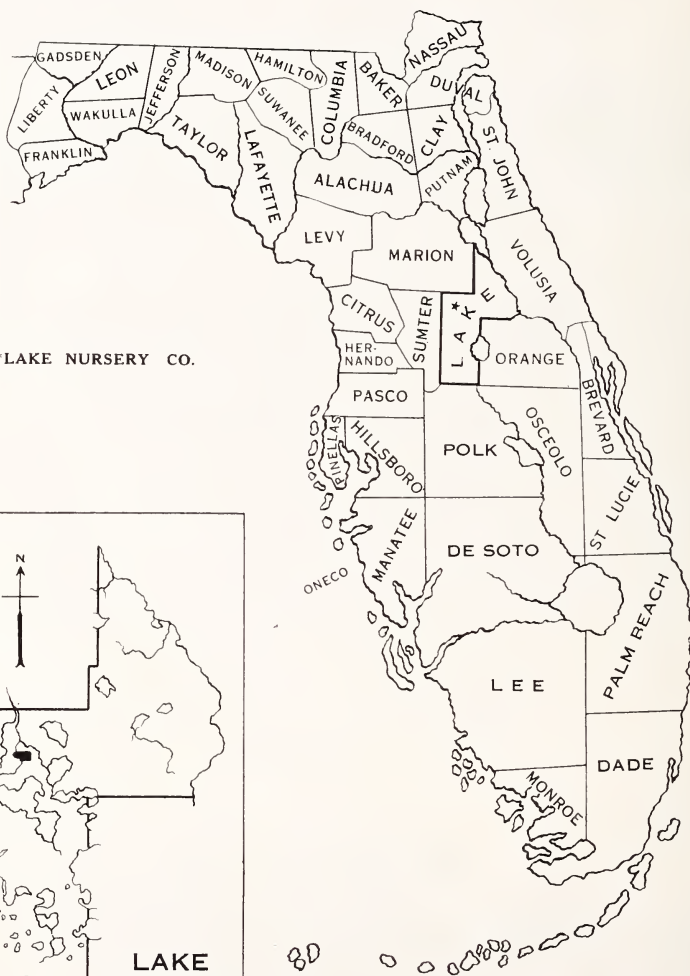 NASSAU
GADSDEN
LEON
JEFFERSON
MADISON
HAMILTON
COLUMBIA
BAKER
DUVAL
LIBERTY
WAKULLA
TAYLOR
SUWANEE
BRADFORD
CLAY
ST. JOHN
FRANKLIN
LAFAYETTE
ALACHUA
PUTNAM
LEVY
MARION
VOLUSIA
CITRUS
SUMTER
LAKE
LAKE NURSERY CO.
HER-
NANDO
ORANGE
BREVARD
PASCO
OSCEOLO
PINELLAS
HILLSBORO
POLK
ST LUCIE
MANATEE
DE SOTO
ONECO
N
PALM BEACH
LEE
DADE
MONROE
LAKE